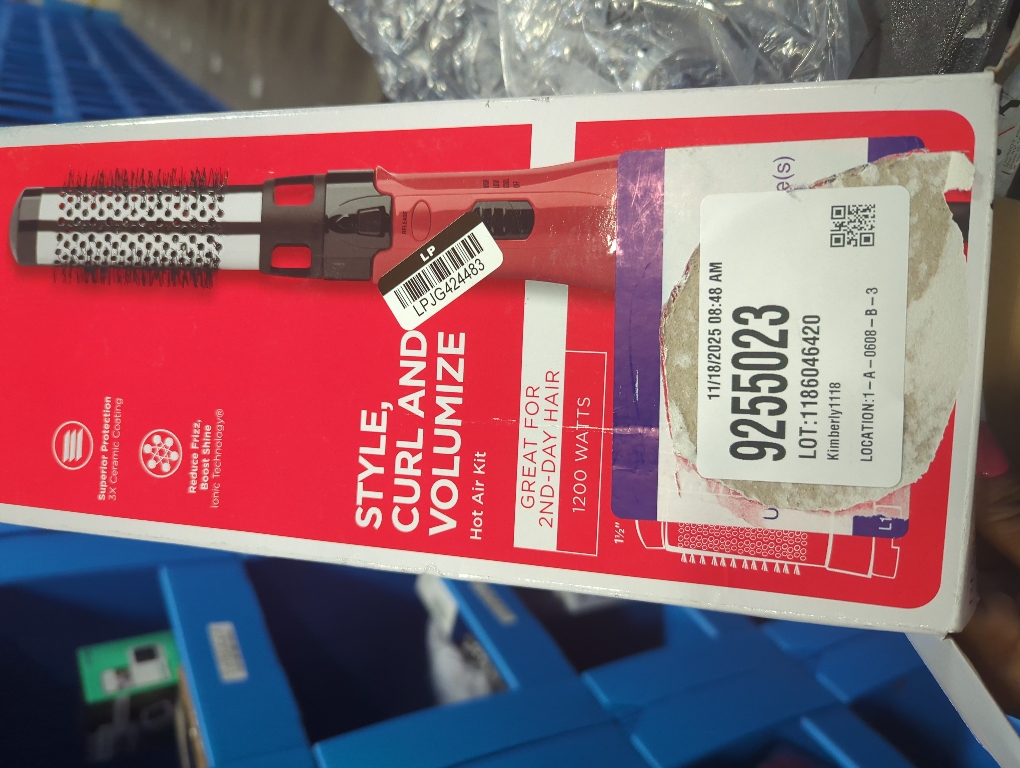 Superior Protection
3X Ceramic Coating
Reduce Frizz,
Boost Shine
Ionic Technology®
STYLE,
CURL AND
VOLUMIZE
Hot Air Kit
GREAT FOR
2ND-DAY HAIR
1200 WATTS
1½"
RELEASE
LP
LPJG424483
e(s)
11/18/2025 08:48 AM
9255023
LOT:1186046420
Kimberly1118
LOCATION:1-A-0608-B-3